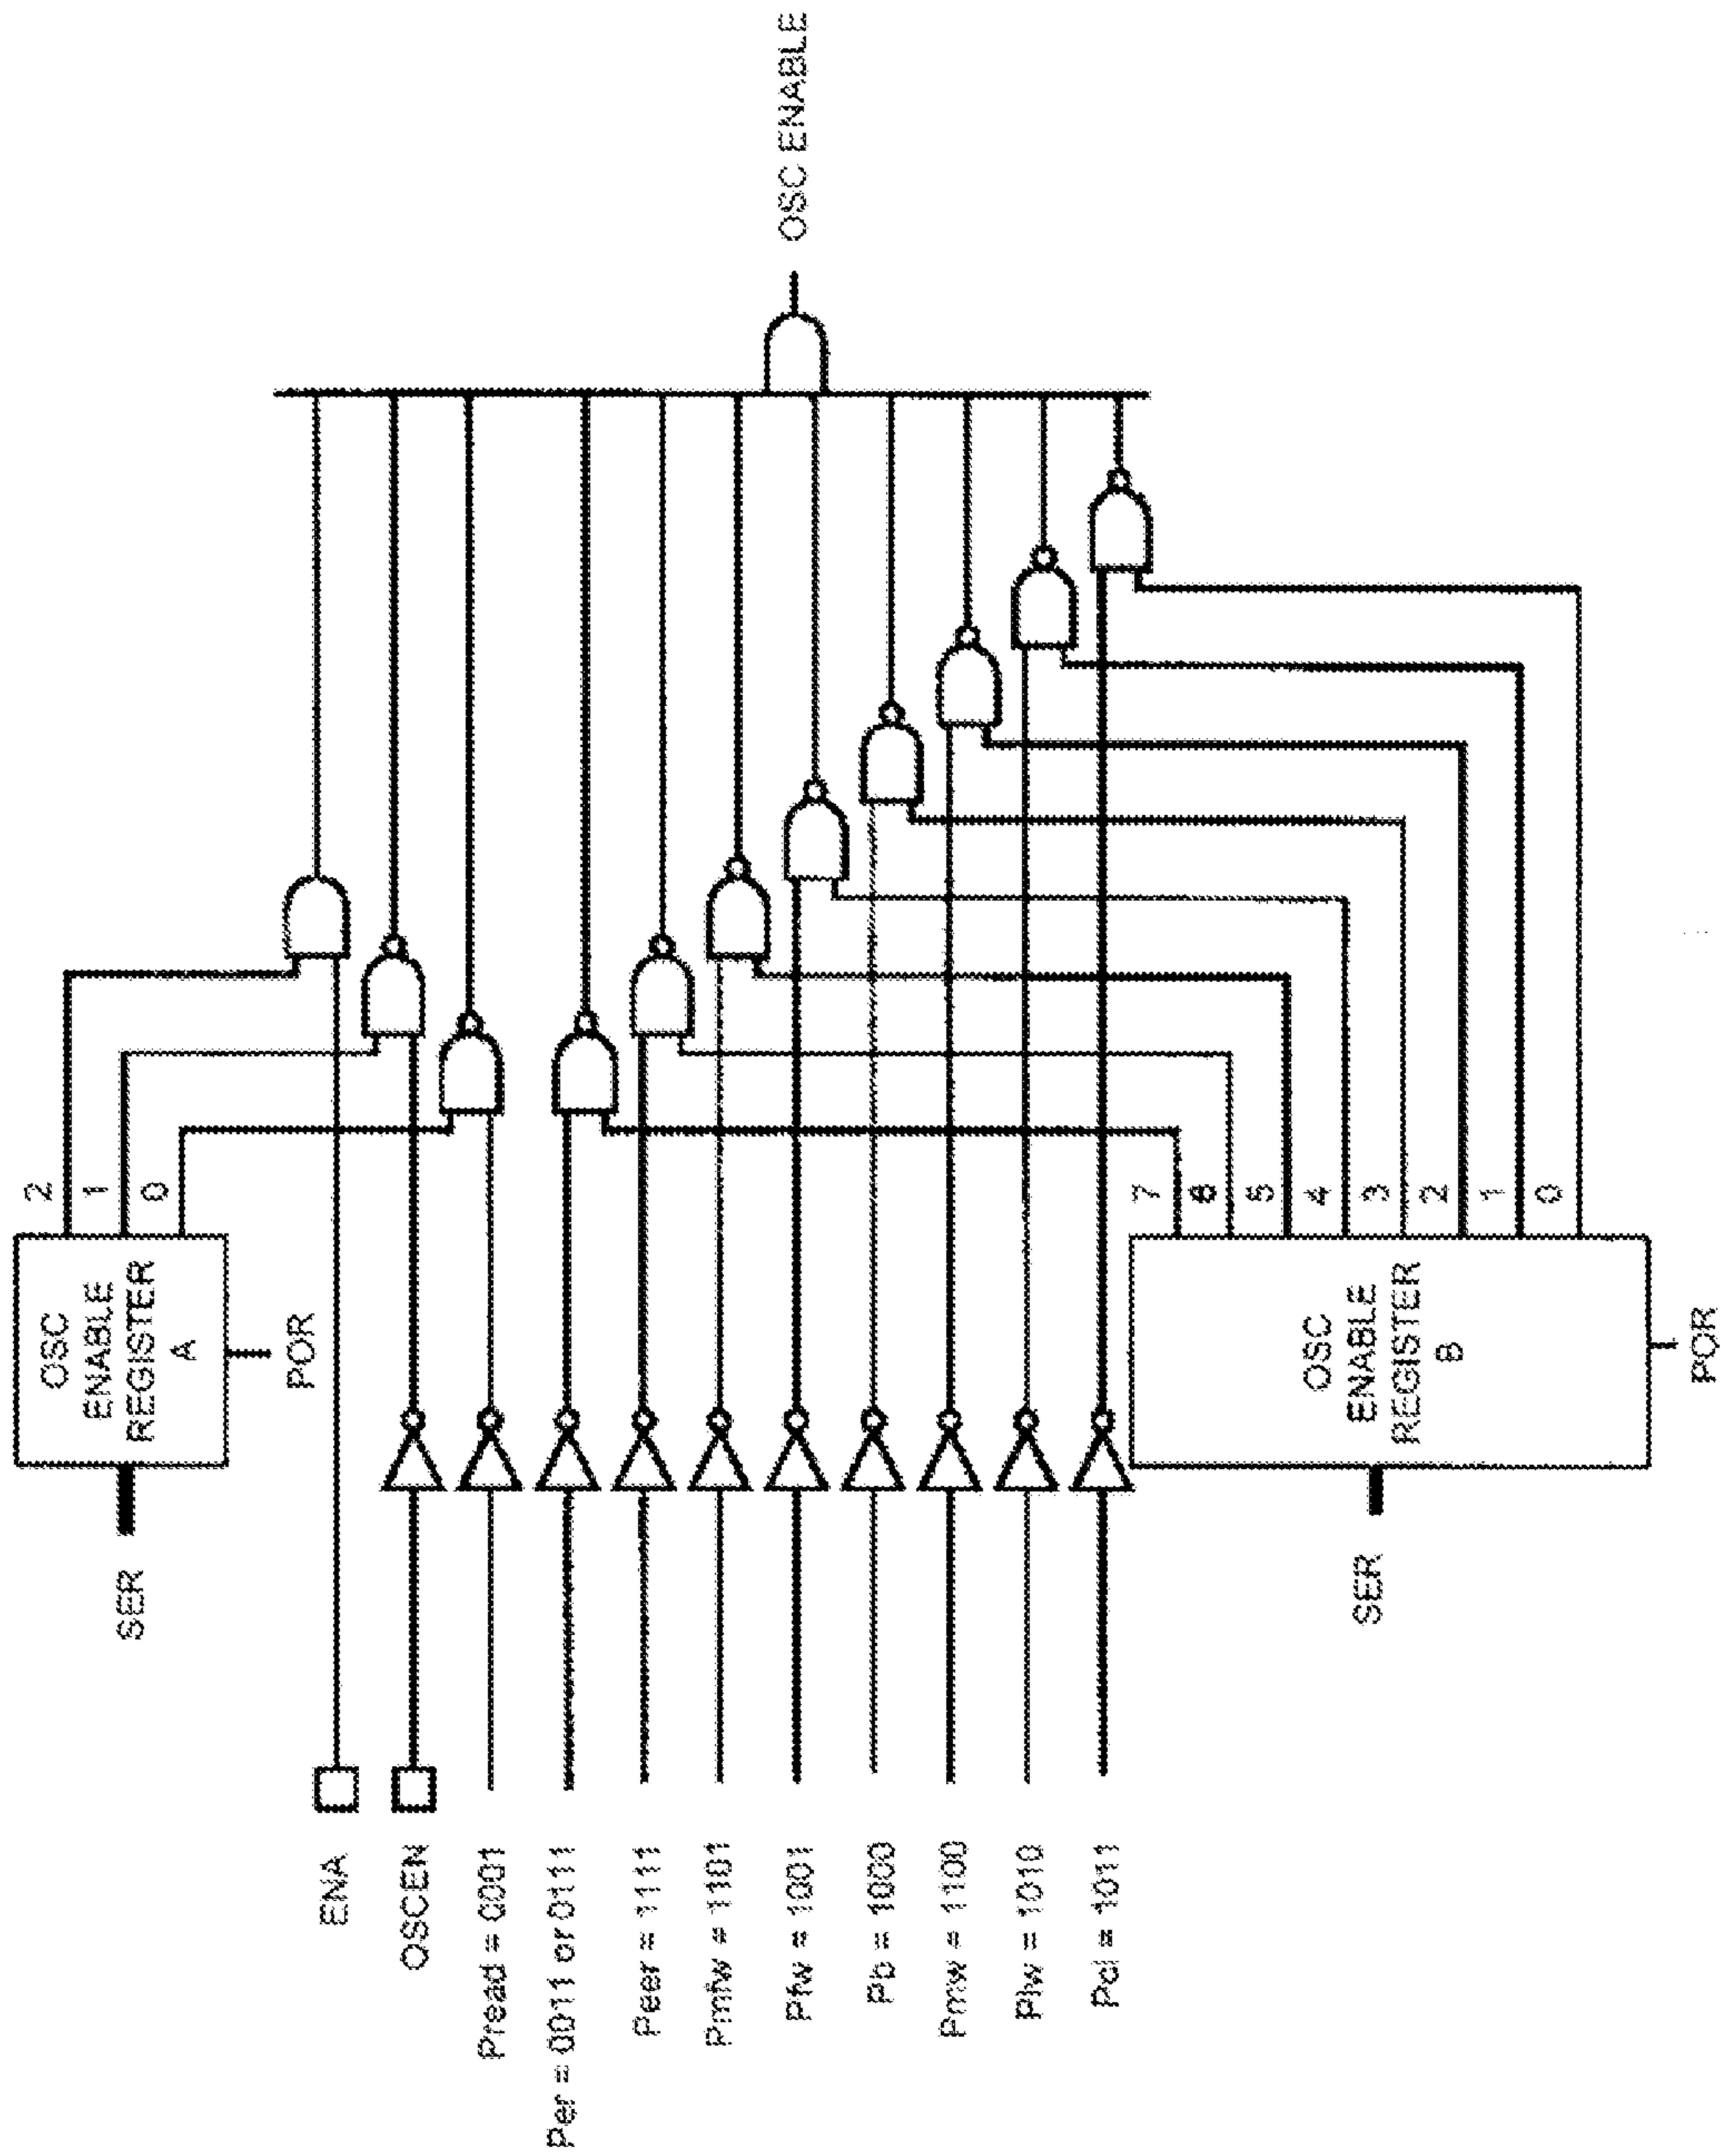 OSC
ENABLE
REGISTER
A
2
1
0
SER
POR
ENA
OSCEN
Pread = 0001
Per = 0011 or 0111
Peer = 1111
Pmfw = 1101
Pfw = 1001
Pb = 1000
Pmw = 1100
Plw = 1010
Pcl = 1011
OSC ENABLE
7
6
5
4
3
2
1
0
OSC
ENABLE
REGISTER
B
SER
POR